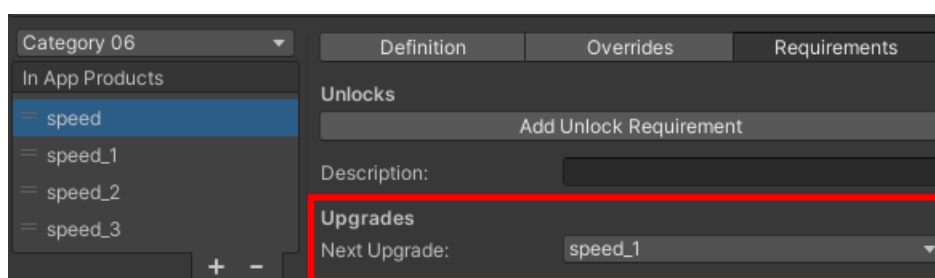 Category 06
In App Products
speed
speed_1
speed_2
speed_3
+ -
Definition Overrides Requirements
Unlocks
Add Unlock Requirement
Description:
Upgrades
Next Upgrade: speed_1